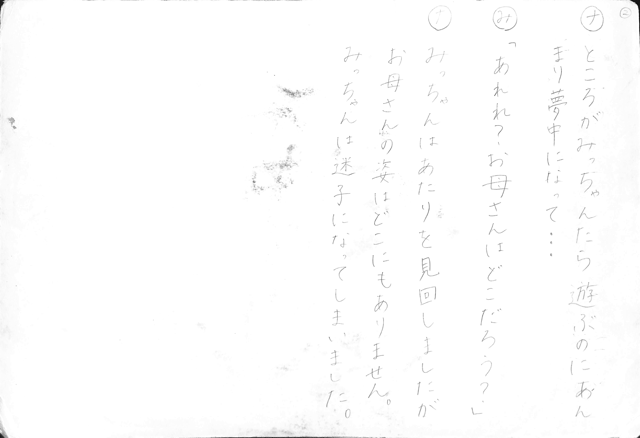 ㊁
ナ ところがみっちゃんたら遊ぶのにあん
まり夢中になって・・・
み 「あれれ?お母さんはどこだろう?」
ナ みっちゃんはあたりを見回しましたが
お母さんの姿はどこにもありません。
みっちゃんは迷子になってしまいました。